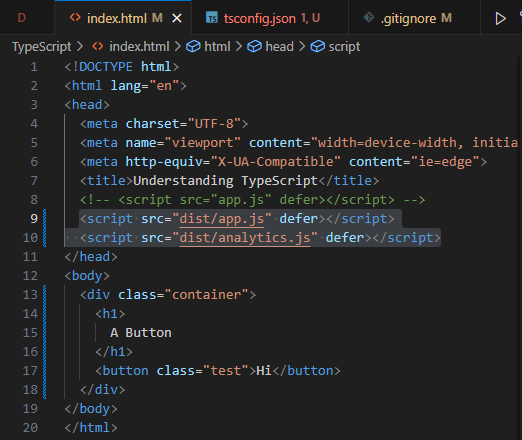 D index.html M × tsconfig.json 1, U .gitignore M
TypeScript > index.html > html > head > script
1 <!DOCTYPE html>
2 <html lang="en">
3 <head>
4 <meta charset="UTF-8">
5 <meta name="viewport" content="width=device-width, initia
6 <meta http-equiv="X-UA-Compatible" content="ie=edge">
7 <title>Understanding TypeScript</title>
8 <!-- <script src="app.js" defer></script> -->
9 <script src="dist/app.js" defer></script>
10 <script src="dist/analytics.js" defer></script>
11 </head>
12 <body>
13 <div class="container">
14 <h1>
15 A Button
16 </h1>
17 <button class="test">Hi</button>
18 </div>
19 </body>
20 </html>